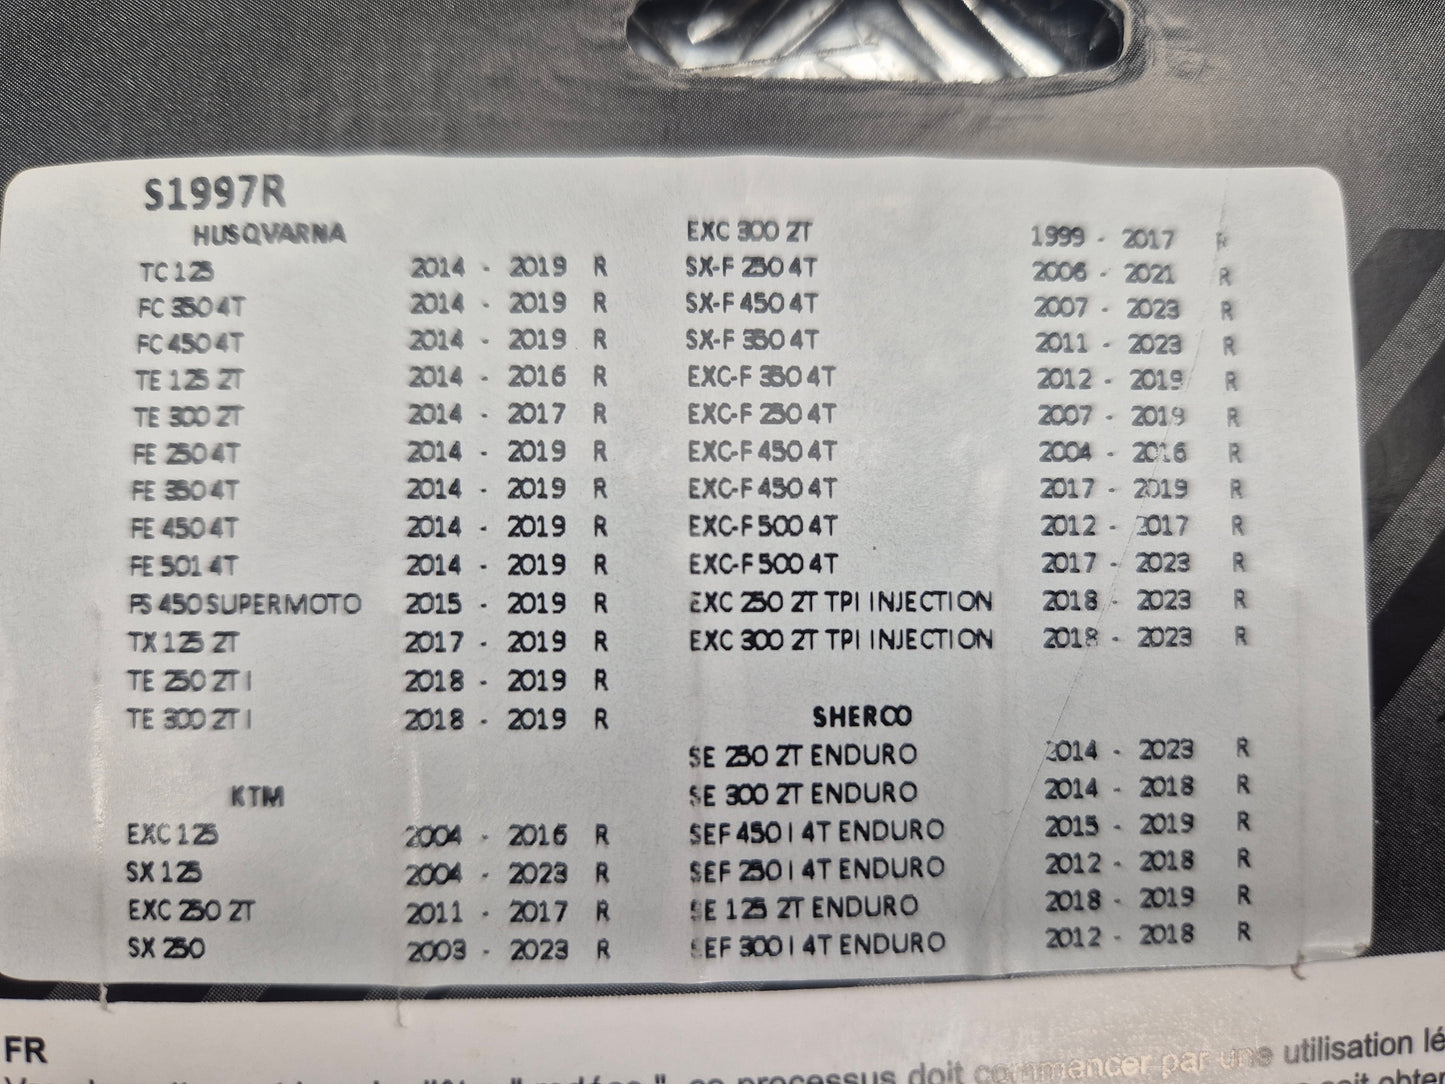 S1997R
HUSQVARNA
TC 125 2014 - 2019 R
FC 350 4T 2014 - 2019 R
FC 450 4T 2014 - 2019 R
TE 125 2T 2014 - 2016 R
TE 300 2T 2014 - 2017 R
FE 250 4T 2014 - 2019 R
FE 350 4T 2014 - 2019 R
FE 450 4T 2014 - 2019 R
FE 501 4T 2014 - 2019 R
FS 450 SUPERMOTO 2015 - 2019 R
TX 125 2T 2017 - 2019 R
TE 250 2T I 2018 - 2019 R
TE 300 2T I 2018 - 2019 R
KTM
EXC 125 2004 - 2016 R
SX 125 2004 - 2023 R
EXC 250 2T 2011 - 2017 R
SX 250 2003 - 2023 R
EXC 300 2T 1999 - 2017 R
SX-F 250 4T 2006 - 2021 R
SX-F 450 4T 2007 - 2023 R
SX-F 350 4T 2011 - 2023 R
EXC-F 350 4T 2012 - 2019 R
EXC-F 250 4T 2007 - 2019 R
EXC-F 450 4T 2004 - 2016 R
EXC-F 450 4T 2017 - 2019 R
EXC-F 500 4T 2012 - 2017 R
EXC-F 500 4T 2017 - 2023 R
EXC 250 2T TPI INJECTION 2018 - 2023 R
EXC 300 2T TPI INJECTION 2018 - 2023 R
SHERCO
SE 250 2T ENDURO 2014 - 2023 R
SE 300 2T ENDURO 2014 - 2018 R
SEF 450 I 4T ENDURO 2015 - 2019 R
SEF 250 I 4T ENDURO 2012 - 2018 R
SE 125 2T ENDURO 2018 - 2019 R
SEF 300 I 4T ENDURO 2012 - 2018 R
FR
processus doit commencer par une utilisation